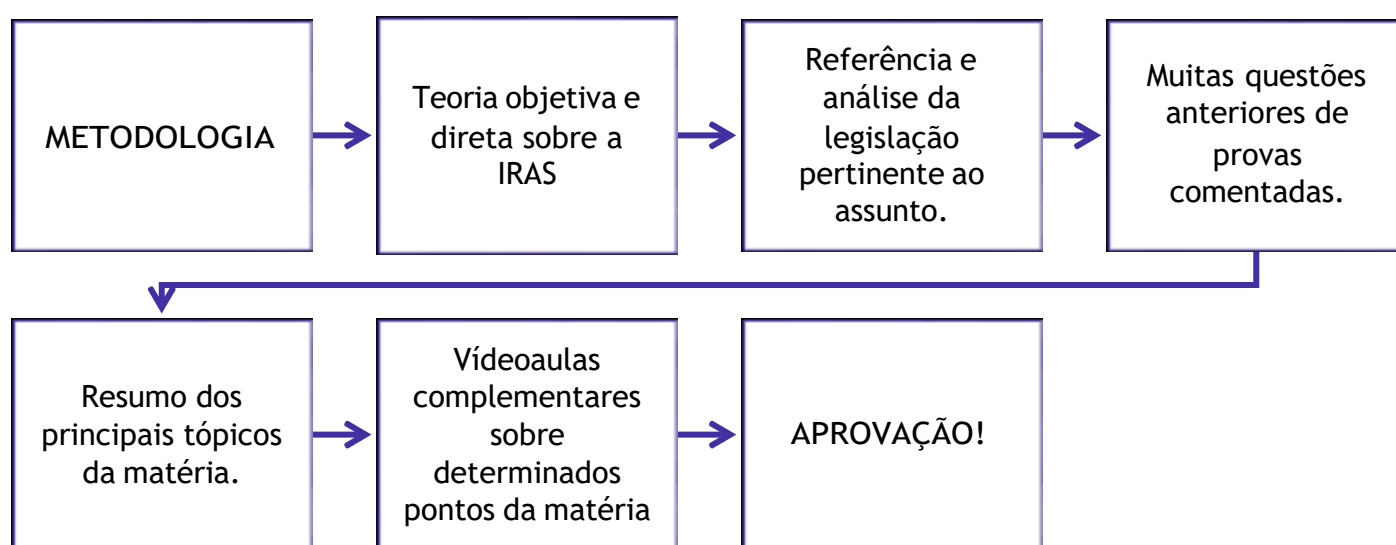 METODOLOGIA
Teoria objetiva e
direta sobre a
IRAS
Referência e
análise da
legislação
pertinente ao
assunto.
Muitas questões
anteriores de
provas
comentadas.
Resumo dos
principais tópicos
da matéria.
Vídeoaulas
complementares
sobre
determinados
pontos da matéria
APROVAÇÃO!